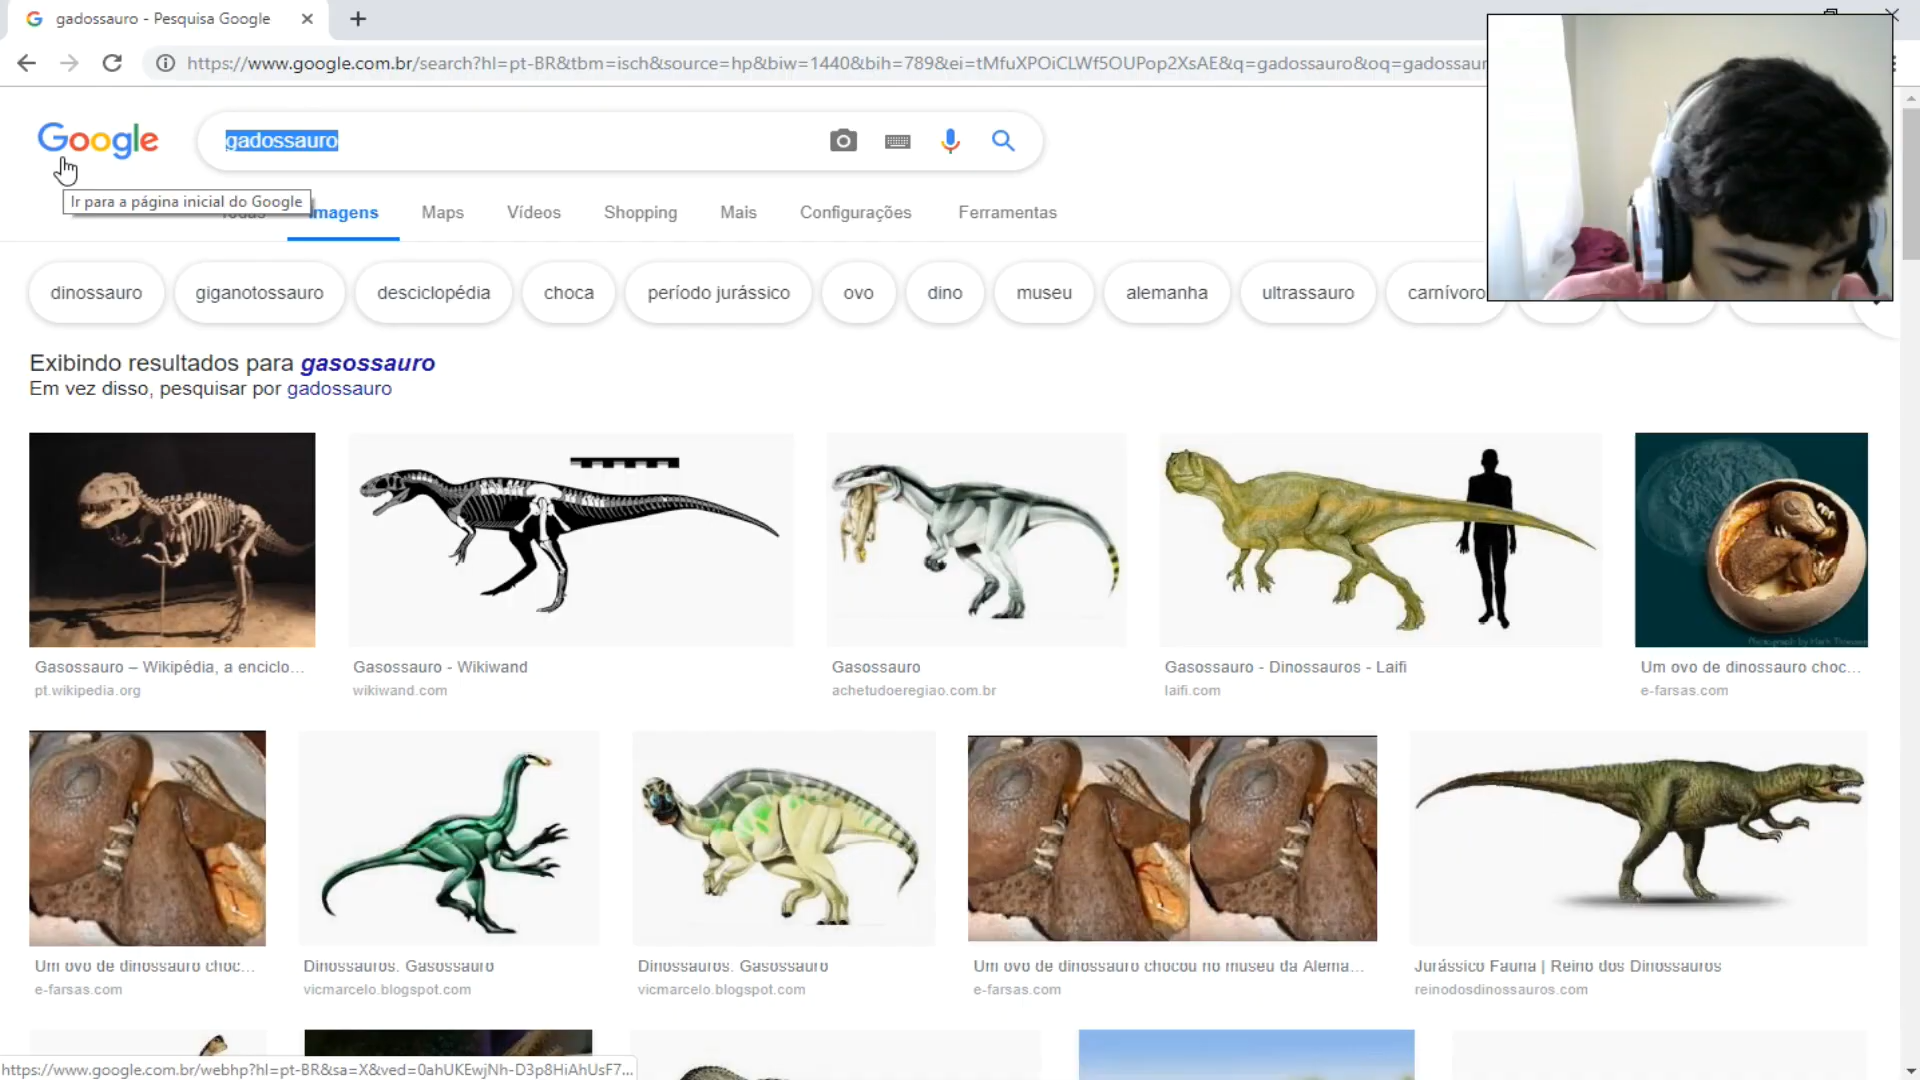 gadossauro - Pesquisa Google
https://www.google.com.br/search?hl=pt-BR&tbm=isch&source=hp&biw=1440&bih=789&ei=tMfuXPOiCLWf5OUPop2XsAE&q=gadossauro&oq=gadossaur
Google
gadossauro
Ir para a página inicial do Google
Imagens Maps Vídeos Shopping Mais Configurações Ferramentas
dinossauro giganotossauro desciclopédia choca período jurássico ovo dino museu alemanha ultrassauro carnívoro
Exibindo resultados para gasossauro
Em vez disso, pesquisar por gadossauro
Gasossauro – Wikipédia, a enciclo...
pt.wikipedia.org
Gasossauro - Wikiwand
wikiwand.com
Gasossauro
achetudoeregiao.com.br
Gasossauro - Dinossauros - Laifi
laifi.com
Um ovo de dinossauro choc...
e-farsas.com
Um ovo de dinossauro choc...
e-farsas.com
Dinossauros. Gasossauro
vicmarcelo.blogspot.com
Dinossauros. Gasossauro
vicmarcelo.blogspot.com
Um ovo de dinossauro chocou no museu da Alema...
e-farsas.com
Jurássico Fauna | Reino dos Dinossauros
reinodosdinossauros.com
https://www.google.com.br/webhp?hl=pt-BR&sa=X&ved=0ahUKEwjNh-D3p8HiAhUsF7...